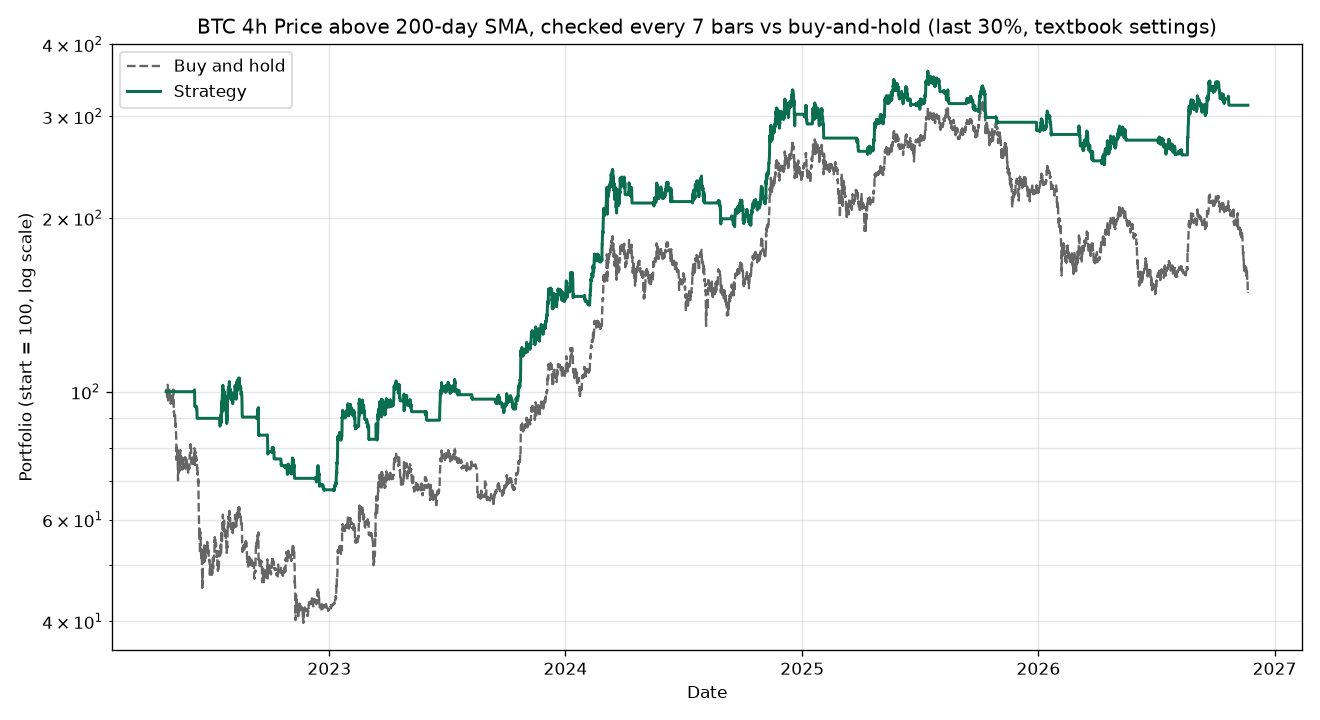 BTC 4h Price above 200-day SMA, checked every 7 bars vs buy-and-hold (last 30%, textbook settings)
Buy and hold
Strategy
Portfolio (start = 100, log scale)
4 × 10²
3 × 10²
2 × 10²
10²
6 × 10¹
4 × 10¹
2023
2024
2025
2026
2027
Date